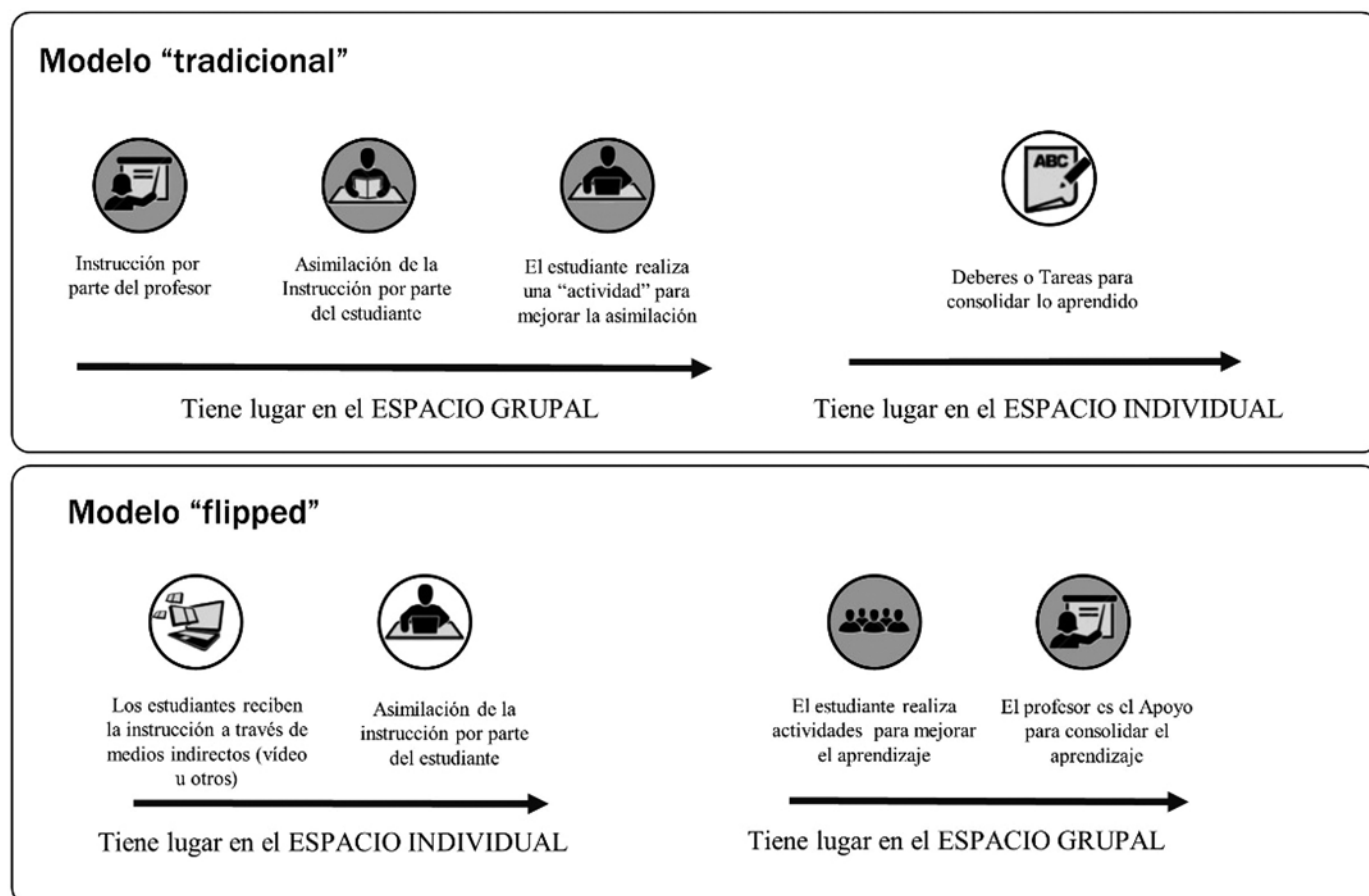 Modelo “tradicional”
ABC
Instrucción por
parte del profesor
Asimilación de la
Instrucción por parte
del estudiante
El estudiante realiza
una “actividad” para
mejorar la asimilación
Deberes o Tareas para
consolidar lo aprendido
Tiene lugar en el ESPACIO GRUPAL
Tiene lugar en el ESPACIO INDIVIDUAL
Modelo “flipped”
Los estudiantes reciben
la instrucción a través de
medios indirectos (vídeo
u otros)
Asimilación de la
instrucción por parte
del estudiante
El estudiante realiza
actividades para mejorar
el aprendizaje
El profesor es el Apoyo
para consolidar el
aprendizaje
Tiene lugar en el ESPACIO INDIVIDUAL
Tiene lugar en el ESPACIO GRUPAL